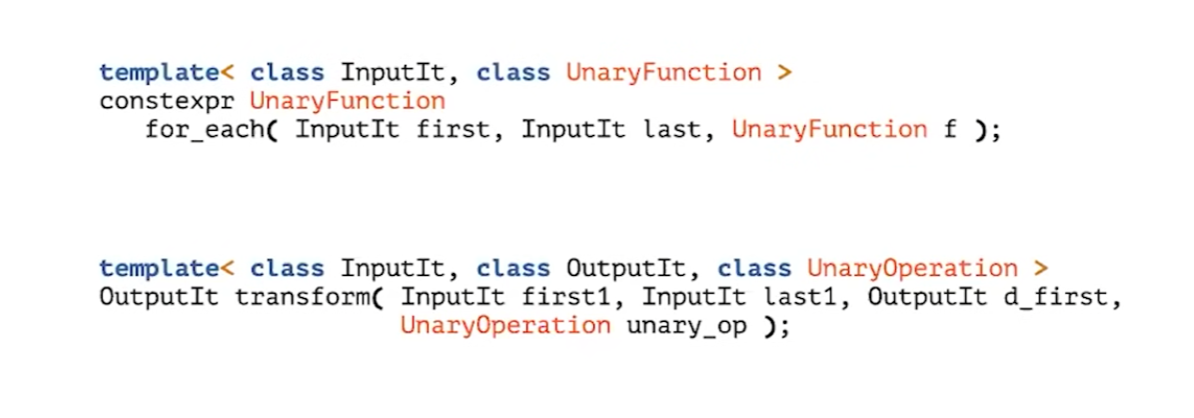 template< class InputIt, class UnaryFunction >
constexpr UnaryFunction
for_each( InputIt first, InputIt last, UnaryFunction f );
template< class InputIt, class OutputIt, class UnaryOperation >
OutputIt transform( InputIt first1, InputIt last1, OutputIt d_first,
UnaryOperation unary_op );